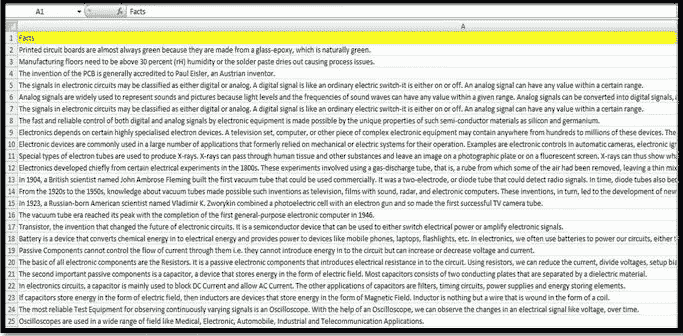 A1
Facts
A
1 Facts
2 Printed circuit boards are almost always green because they are made from a glass-epoxy, which is naturally green.
3 Manufacturing floors need to be above 30 percent (rH) humidity or the solder paste dries out causing process issues.
4 The invention of the PCB is generally accredited to Paul Eisler, an Austrian inventor.
5 The signals in electronic circuits may be classified as either digital or analog. A digital signal is like an ordinary electric switch-it is either on or off. An analog signal can have any value within a certain range.
6 Analog signals are widely used to represent sounds and pictures because light levels and the frequencies of sound waves can have any value within a given range. Analog signals can be converted into digital signals,
7 The signals in electronic circuits may be classified as either digital or analog. A digital signal is like an ordinary electric switch-it is either on or off. An analog signal can have any value within a certain range.
8 The fast and reliable control of both digital and analog signals by electronic equipment is made possible by the unique properties of such semi-conductor materials as silicon and germanium.
9 Electronics depends on certain highly specialised electron devices. A television set, computer, or other piece of complex electronic equipment may contain anywhere from hundreds to millions of these devices. The
10 Electronic devices are commonly used in a large number of applications that formerly relied on mechanical or electric systems for their operation. Examples are electronic controls in automatic cameras, electronic
11 Special types of electron tubes are used to produce X-rays. X-rays can pass through human tissue and other substances and leave an image on a photographic plate or on a fluorescent screen. X-rays can thus show
12 Electronics developed chiefly from certain electrical experiments in the 1800s. These experiments involved using a gas-discharge tube, that is, a rube from which some of the air had been removed, leaving a thin
13 In 1904, a British scientist named John Ambrose Fleming built the first vacuum tube that could be used commercially. It was a two-electrode, or diode tube that could detect radio signals. In time, diode tubes also
14 From the 1920s to the 1950s, knowledge about vacuum tubes made possible such inventions as television, films with sound, radar, and electronic computers. These inventions, in turn, led to the development of
15 In 1923, a Russian-born American scientist named Vladimir K. Zworykin combined a photoelectric cell with an electron gun and so made the first successful TV camera tube.
16 The vacuum tube era reached its peak with the completion of the first general-purpose electronic computer in 1946.
17 Transistor, the invention that changed the future of electronic circuits. It is a semiconductor device that can be used to either switch electrical power or amplify electronic signals.
18 Battery is a device that converts chemical energy in to electrical energy and provides power to devices like mobile phones, laptops, flashlights, etc. In electronics, we often use batteries to power our circuits, either
19 Passive Components cannot control the flow of current through them i.e. they cannot introduce energy in to the circuit but can increase or decrease voltage and current.
20 The basic of all electronic components are the Resistors. It is a passive electronic components that introduces electrical resistance in to the circuit. Using resistors, we can reduce the current, divide voltages, setup
21 The second important passive components is a capacitor, a device that stores energy in the form of electric field. Most capacitors consists of two conducting plates that are separated by a dielectric material.
22 In electronics circuits, a capacitor is mainly used to block DC Current and allow AC Current. The other applications of capacitors are filters, timing circuits, power supplies and energy storing elements.
23 If capacitors store energy in the form of electric field, then inductors are devices that store energy in form of Magnetic Field. Inductor is nothing but a wire that is wound in the form of a coil.
24 The most reliable Test Equipment for observing continuously varying signals is an Oscilloscope. With the help of an Oscilloscope, we can observe the changes in an electrical signal like voltage, over time.
25 Oscilloscopes are used in a wide range of field like Medical, Electronic, Automobile, Industrial and Telecommunication Applications.